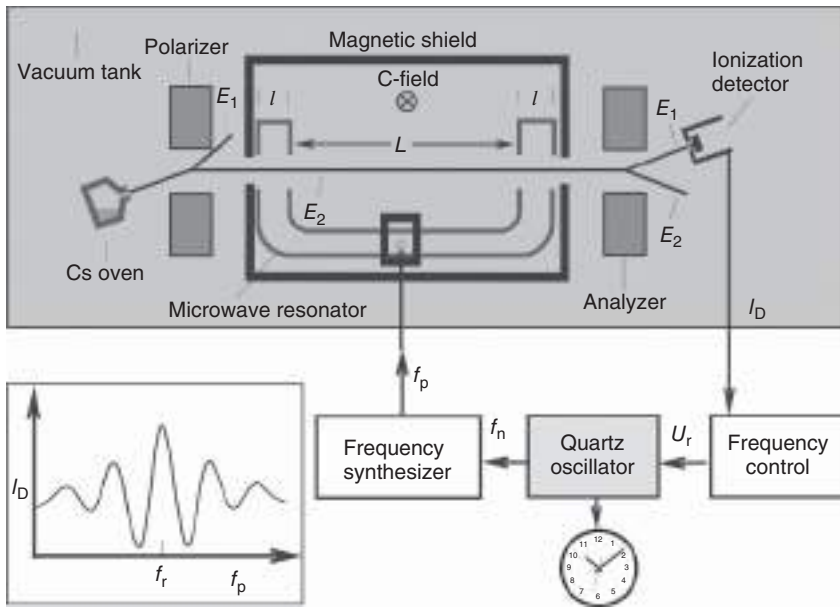 Polarizer
Magnetic shield
Vacuum tank
C-field
Ionization
detector
E1
l
l
E1
L
E2
E2
Cs oven
Microwave resonator
Analyzer
ID
fp
fn
Ur
Frequency
synthesizer
Quartz
oscillator
Frequency
control
ID
fr
fp
12
1
2
3
4
5
6
7
8
9
10
11